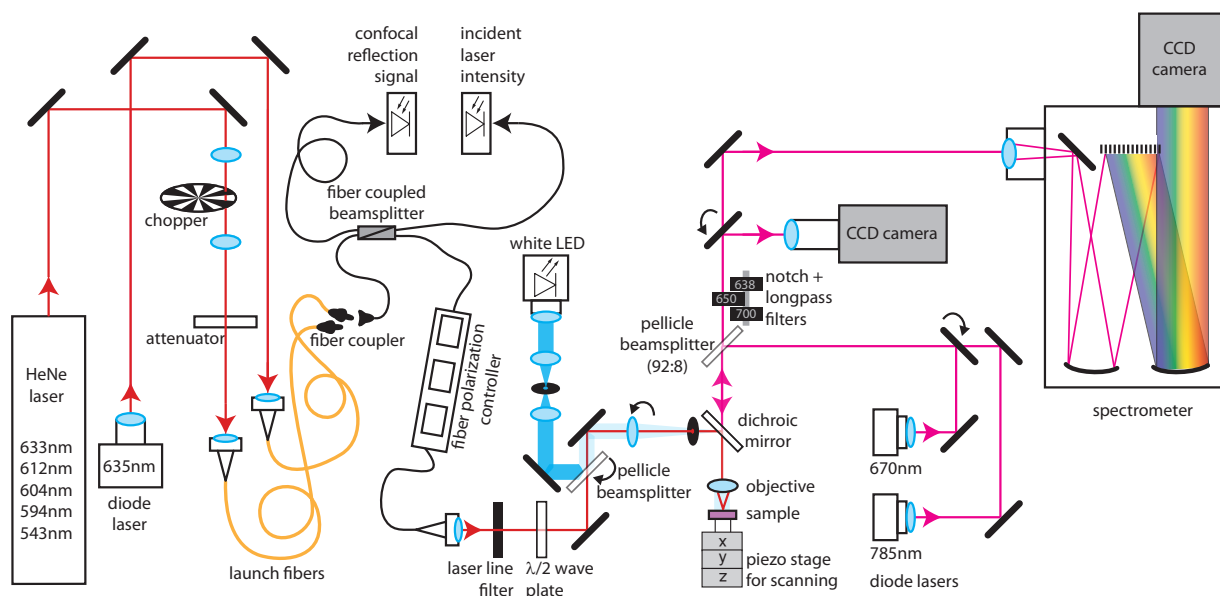 confocal
reflection
signal
incident
laser
intensity
CCD
camera
chopper
fiber coupled
beamsplitter
white LED
CCD camera
notch +
longpass
filters
638
650
700
attenuator
fiber coupler
pellicle
beamsplitter
(92:8)
HeNe
laser
633nm
612nm
604nm
594nm
543nm
635nm
diode
laser
fiber polarization
controller
dichroic
mirror
spectrometer
pellicle
beamsplitter
670nm
objective
sample
x
y
z
piezo stage
for scanning
785nm
diode lasers
launch fibers
laser line
filter
λ/2 wave
plate